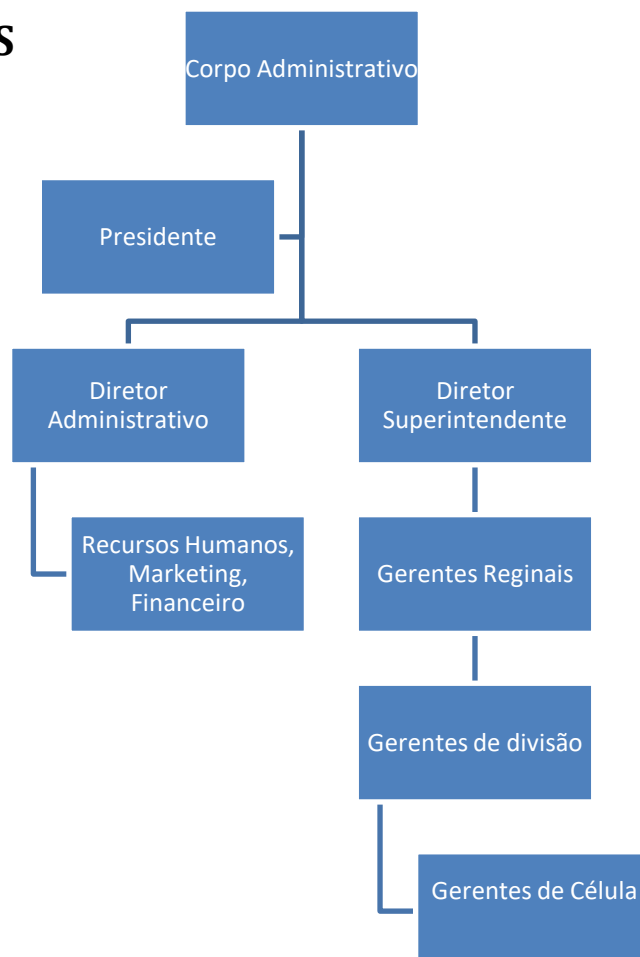 s
Corpo Administrativo
Presidente
Diretor
Administrativo
Diretor
Superintendente
Recursos Humanos,
Marketing,
Financeiro
Gerentes Reginais
Gerentes de divisão
Gerentes de Célula